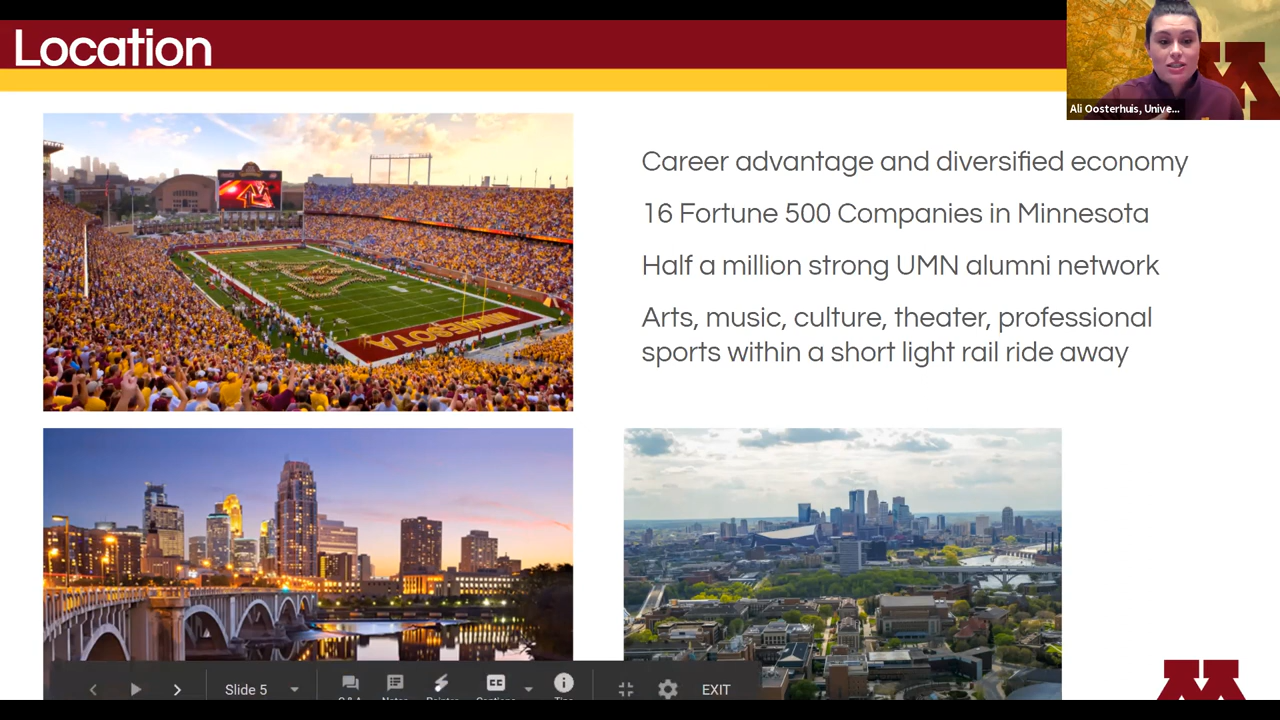 Location
Ali Oosterhuis, Unive...
Career advantage and diversified economy
16 Fortune 500 Companies in Minnesota
Half a million strong UMN alumni network
Arts, music, culture, theater, professional
sports within a short light rail ride away
MINNESOTA
Slide 5
EXIT